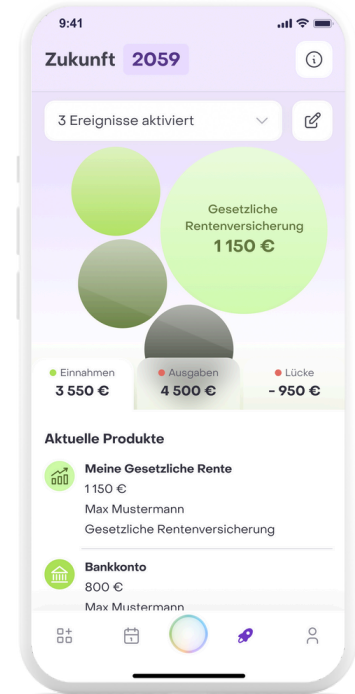 9:41
Zukunft 2059
3 Ereignisse aktiviert
Gesetzliche
Rentenversicherung
1 150 €
Einnahmen
3 550 €
Ausgaben
4 500 €
Lücke
- 950 €
Aktuelle Produkte
Meine Gesetzliche Rente
1 150 €
Max Mustermann
Gesetzliche Rentenversicherung
Bankkonto
800 €
Max Mustermann
1